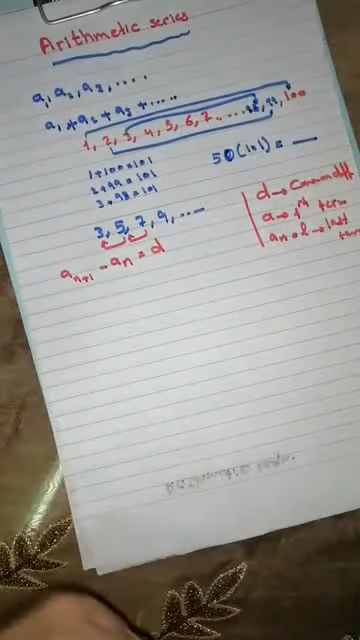 Arithmetic series
a₁, a₂, a₃, ....
a₁ + a₂ + a₃ + .....
1, 2, 3, 4, 5, 6, 7 ..... 98, 99, 100
1 + 100 = 101
2 + 99 = 101
3 + 98 = 101
50(101) =
3, 5, 7, 9, ....
aₙ₊₁ - aₙ = d
d → Common diff
a → 1st term
aₙ = l → last term